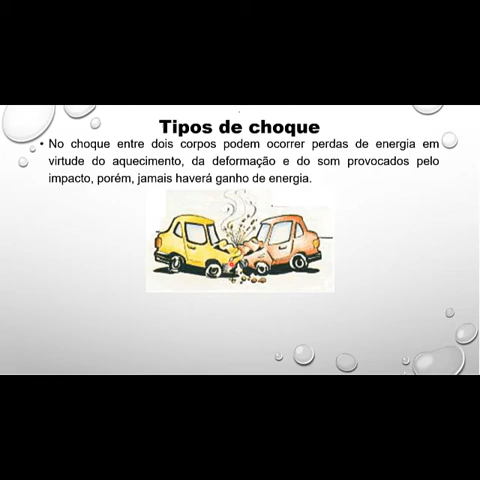 Tipos de choque
• No choque entre dois corpos podem ocorrer perdas de energia em
virtude do aquecimento, da deformação e do som provocados pelo
impacto, porém, jamais haverá ganho de energia.